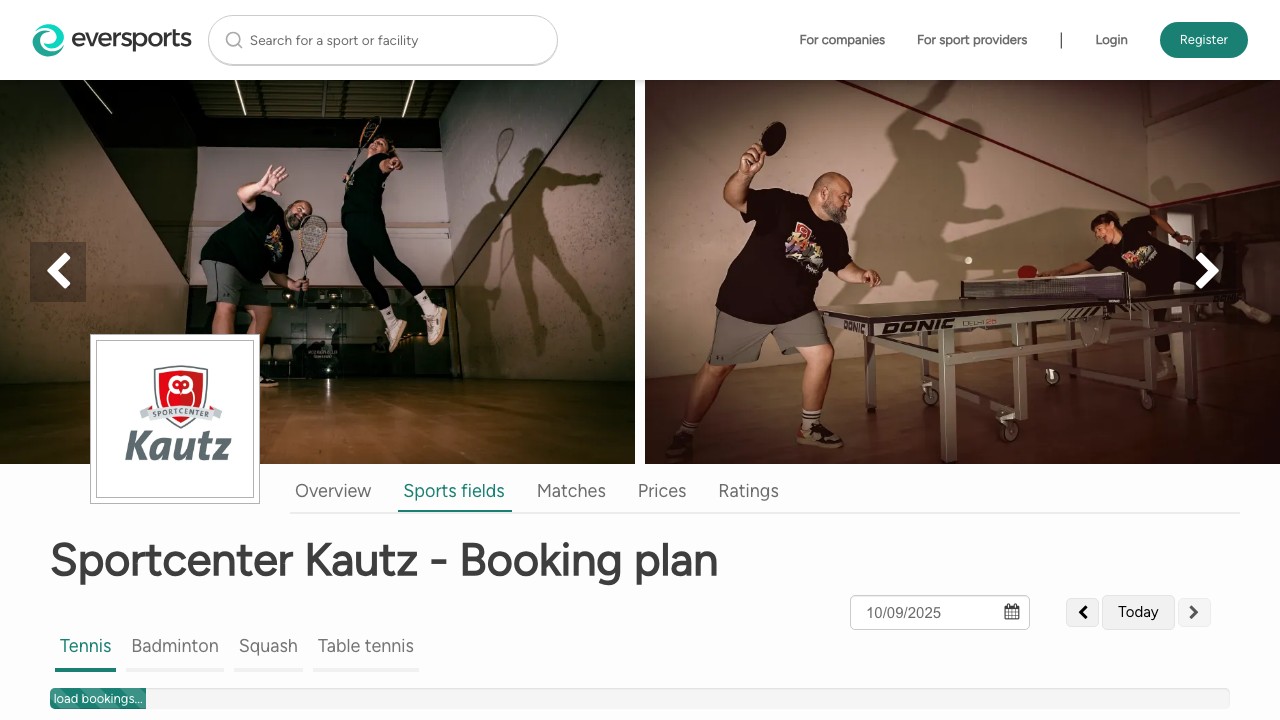 eversports
Search for a sport or facility
For companies
For sport providers
|
Login
Register
DONIC
DONIC
SPORTCENTER
Kautz
Overview
Sports fields
Matches
Prices
Ratings
Sportcenter Kautz - Booking plan
10/09/2025
Today
Tennis
Badminton
Squash
Table tennis
load bookings...